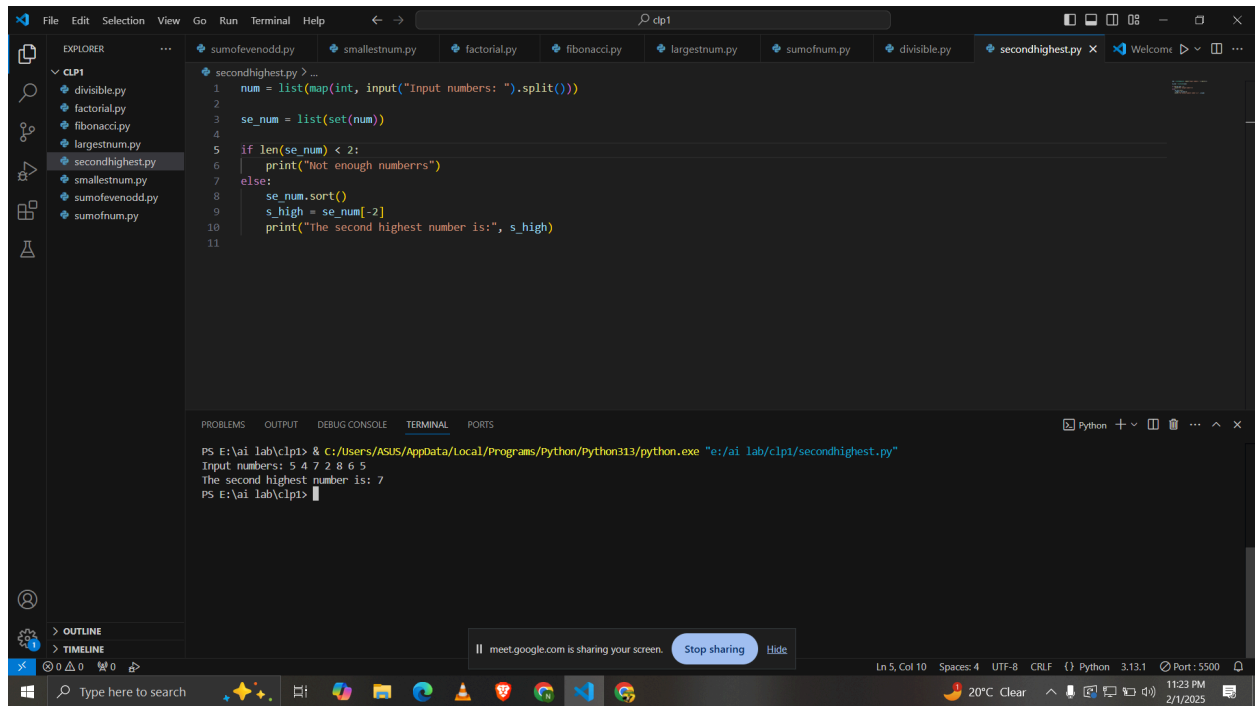 File Edit Selection View Go Run Terminal Help
clp1
EXPLORER
sumofevenodd.py smallestnum.py factorial.py fibonacci.py largestnum.py sumofnum.py divisible.py secondhighest.py Welcome
CLP1
divisible.py
factorial.py
fibonacci.py
largestnum.py
secondhighest.py
smallestnum.py
sumofevenodd.py
sumofnum.py
secondhighest.py > ...
1 num = list(map(int, input("Input numbers: ").split()))
2
3 se_num = list(set(num))
4
5 if len(se_num) < 2:
6 print("Not enough numberrs")
7 else:
8 se_num.sort()
9 s_high = se_num[-2]
10 print("The second highest number is:", s_high)
11
PROBLEMS OUTPUT DEBUG CONSOLE TERMINAL PORTS
Python
PS E:\ai lab\clp1> & C:/Users/ASUS/AppData/Local/Programs/Python/Python313/python.exe "e:/ai lab/clp1/secondhighest.py"
Input numbers: 5 4 7 2 8 6 5
The second highest number is: 7
PS E:\ai lab\clp1>
OUTLINE
TIMELINE
1
meet.google.com is sharing your screen. Stop sharing Hide
0 0 0 Ln 5, Col 10 Spaces: 4 UTF-8 CRLF {} Python 3.13.1 Port : 5500
Type here to search
20°C Clear
11:23 PM
2/1/2025